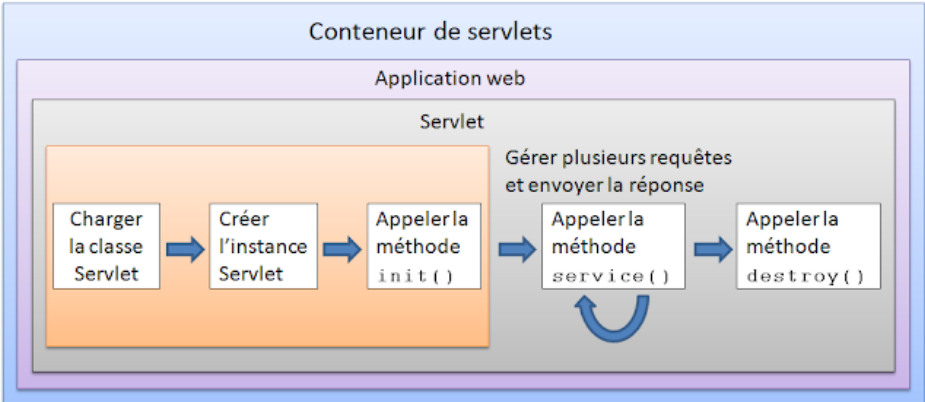 Conteneur de servlets
Application web
Servlet
Gérer plusieurs requêtes
et envoyer la réponse
Charger
la classe
Servlet
Créer
l'instance
Servlet
Appeler la
méthode
init()
Appeler la
méthode
service()
Appeler la
méthode
destroy()